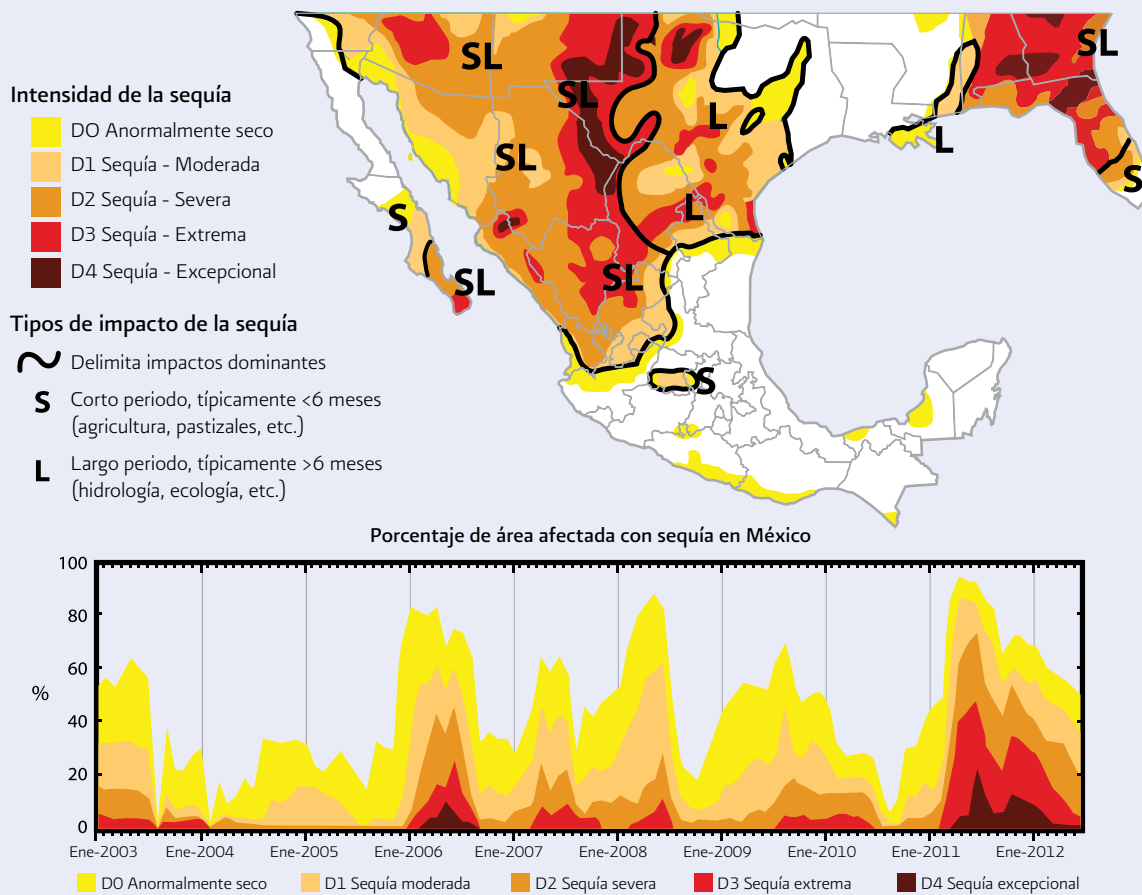 Intensidad de la sequía
D0 Anormalmente seco
D1 Sequía - Moderada
D2 Sequía - Severa
D3 Sequía - Extrema
D4 Sequía - Excepcional
Tipos de impacto de la sequía
Delimita impactos dominantes
S Corto periodo, típicamente <6 meses
(agricultura, pastizales, etc.)
L Largo periodo, típicamente >6 meses
(hidrología, ecología, etc.)
SL
SL
SL
L
L
SL
S
L
S
SL
SL
S
Porcentaje de área afectada con sequía en México
100
80
60
%
40
20
0
Ene-2003 Ene-2004 Ene-2005 Ene-2006 Ene-2007 Ene-2008 Ene-2009 Ene-2010 Ene-2011 Ene-2012
D0 Anormalmente seco D1 Sequía moderada D2 Sequía severa D3 Sequía extrema D4 Sequía excepcional